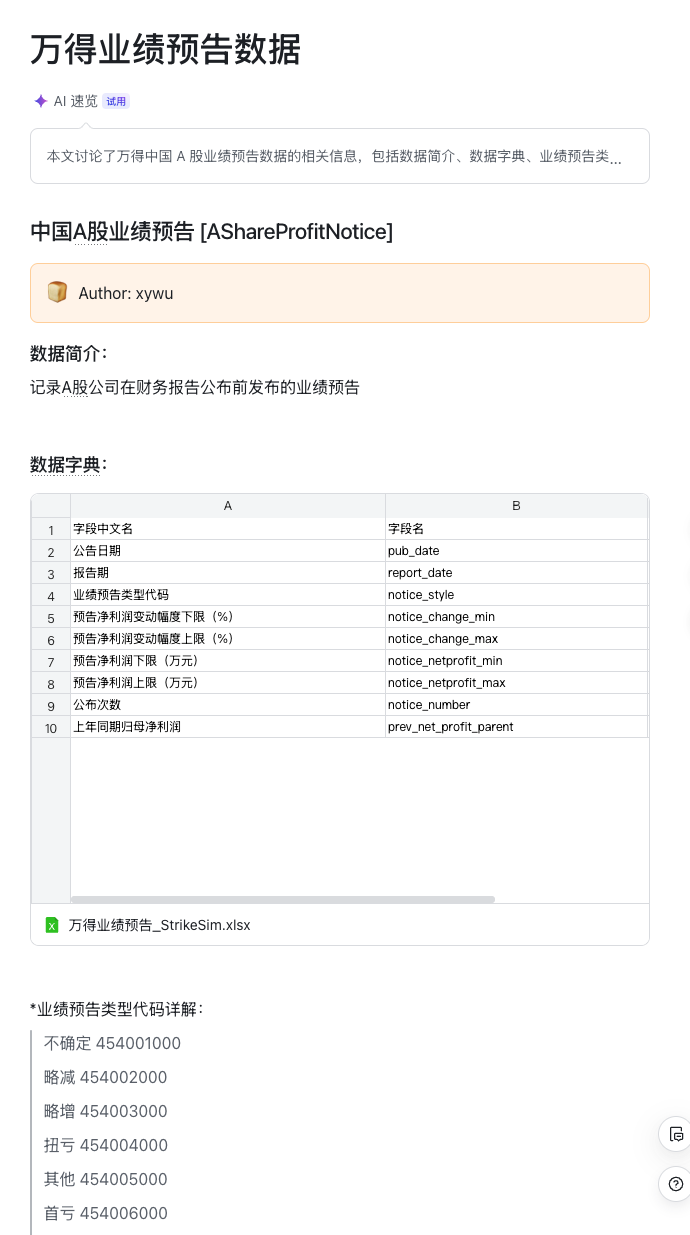 万得业绩预告数据
AI 速览 试用
本文讨论了万得中国 A 股业绩预告数据的相关信息，包括数据简介、数据字典、业绩预告类...
中国A股业绩预告 [AShareProfitNotice]
Author: xywu
数据简介：
记录A股公司在财务报告公布前发布的业绩预告
数据字典：
A B
1 字段中文名 字段名
2 公告日期 pub_date
3 报告期 report_date
4 业绩预告类型代码 notice_style
5 预告净利润变动幅度下限（%） notice_change_min
6 预告净利润变动幅度上限（%） notice_change_max
7 预告净利润下限（万元） notice_netprofit_min
8 预告净利润上限（万元） notice_netprofit_max
9 公布次数 notice_number
10 上年同期归母净利润 prev_net_profit_parent
X 万得业绩预告_StrikeSim.xlsx
*业绩预告类型代码详解：
不确定 454001000
略减 454002000
略增 454003000
扭亏 454004000
其他 454005000
首亏 454006000